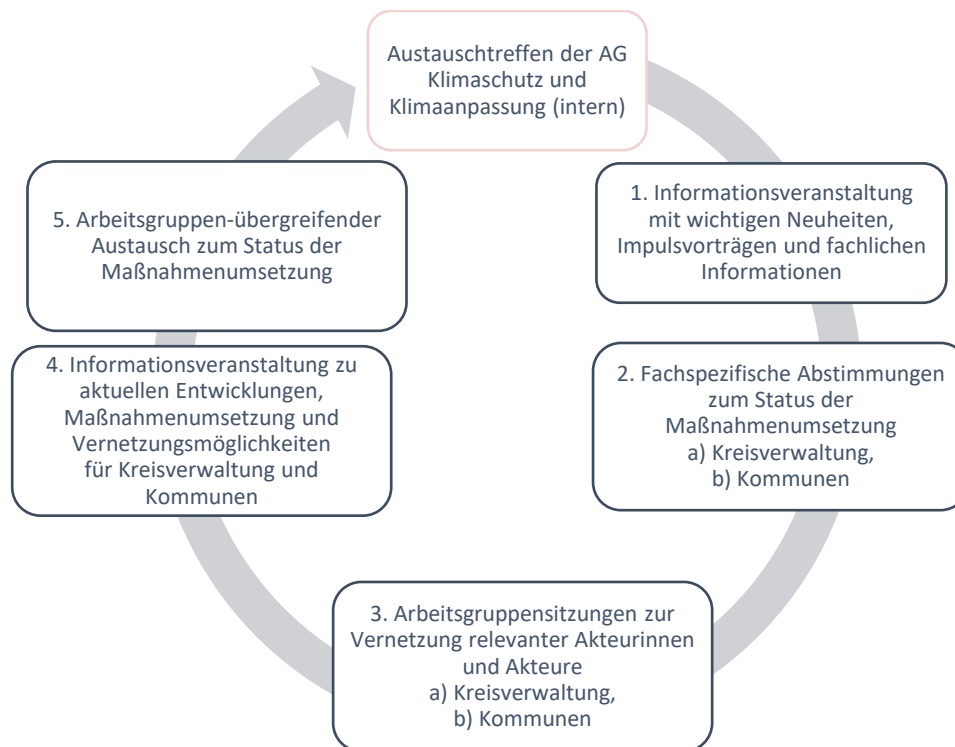 Austauschtreffen der AG
Klimaschutz und
Klimaanpassung (intern)
1. Informationsveranstaltung
mit wichtigen Neuheiten,
Impulsvorträgen und fachlichen
Informationen
2. Fachspezifische Abstimmungen
zum Status der
Maßnahmenumsetzung
a) Kreisverwaltung,
b) Kommunen
3. Arbeitsgruppensitzungen zur
Vernetzung relevanter Akteurinnen
und Akteure
a) Kreisverwaltung,
b) Kommunen
4. Informationsveranstaltung zu
aktuellen Entwicklungen,
Maßnahmenumsetzung und
Vernetzungsmöglichkeiten
für Kreisverwaltung und
Kommunen
5. Arbeitsgruppen-übergreifender
Austausch zum Status der
Maßnahmenumsetzung